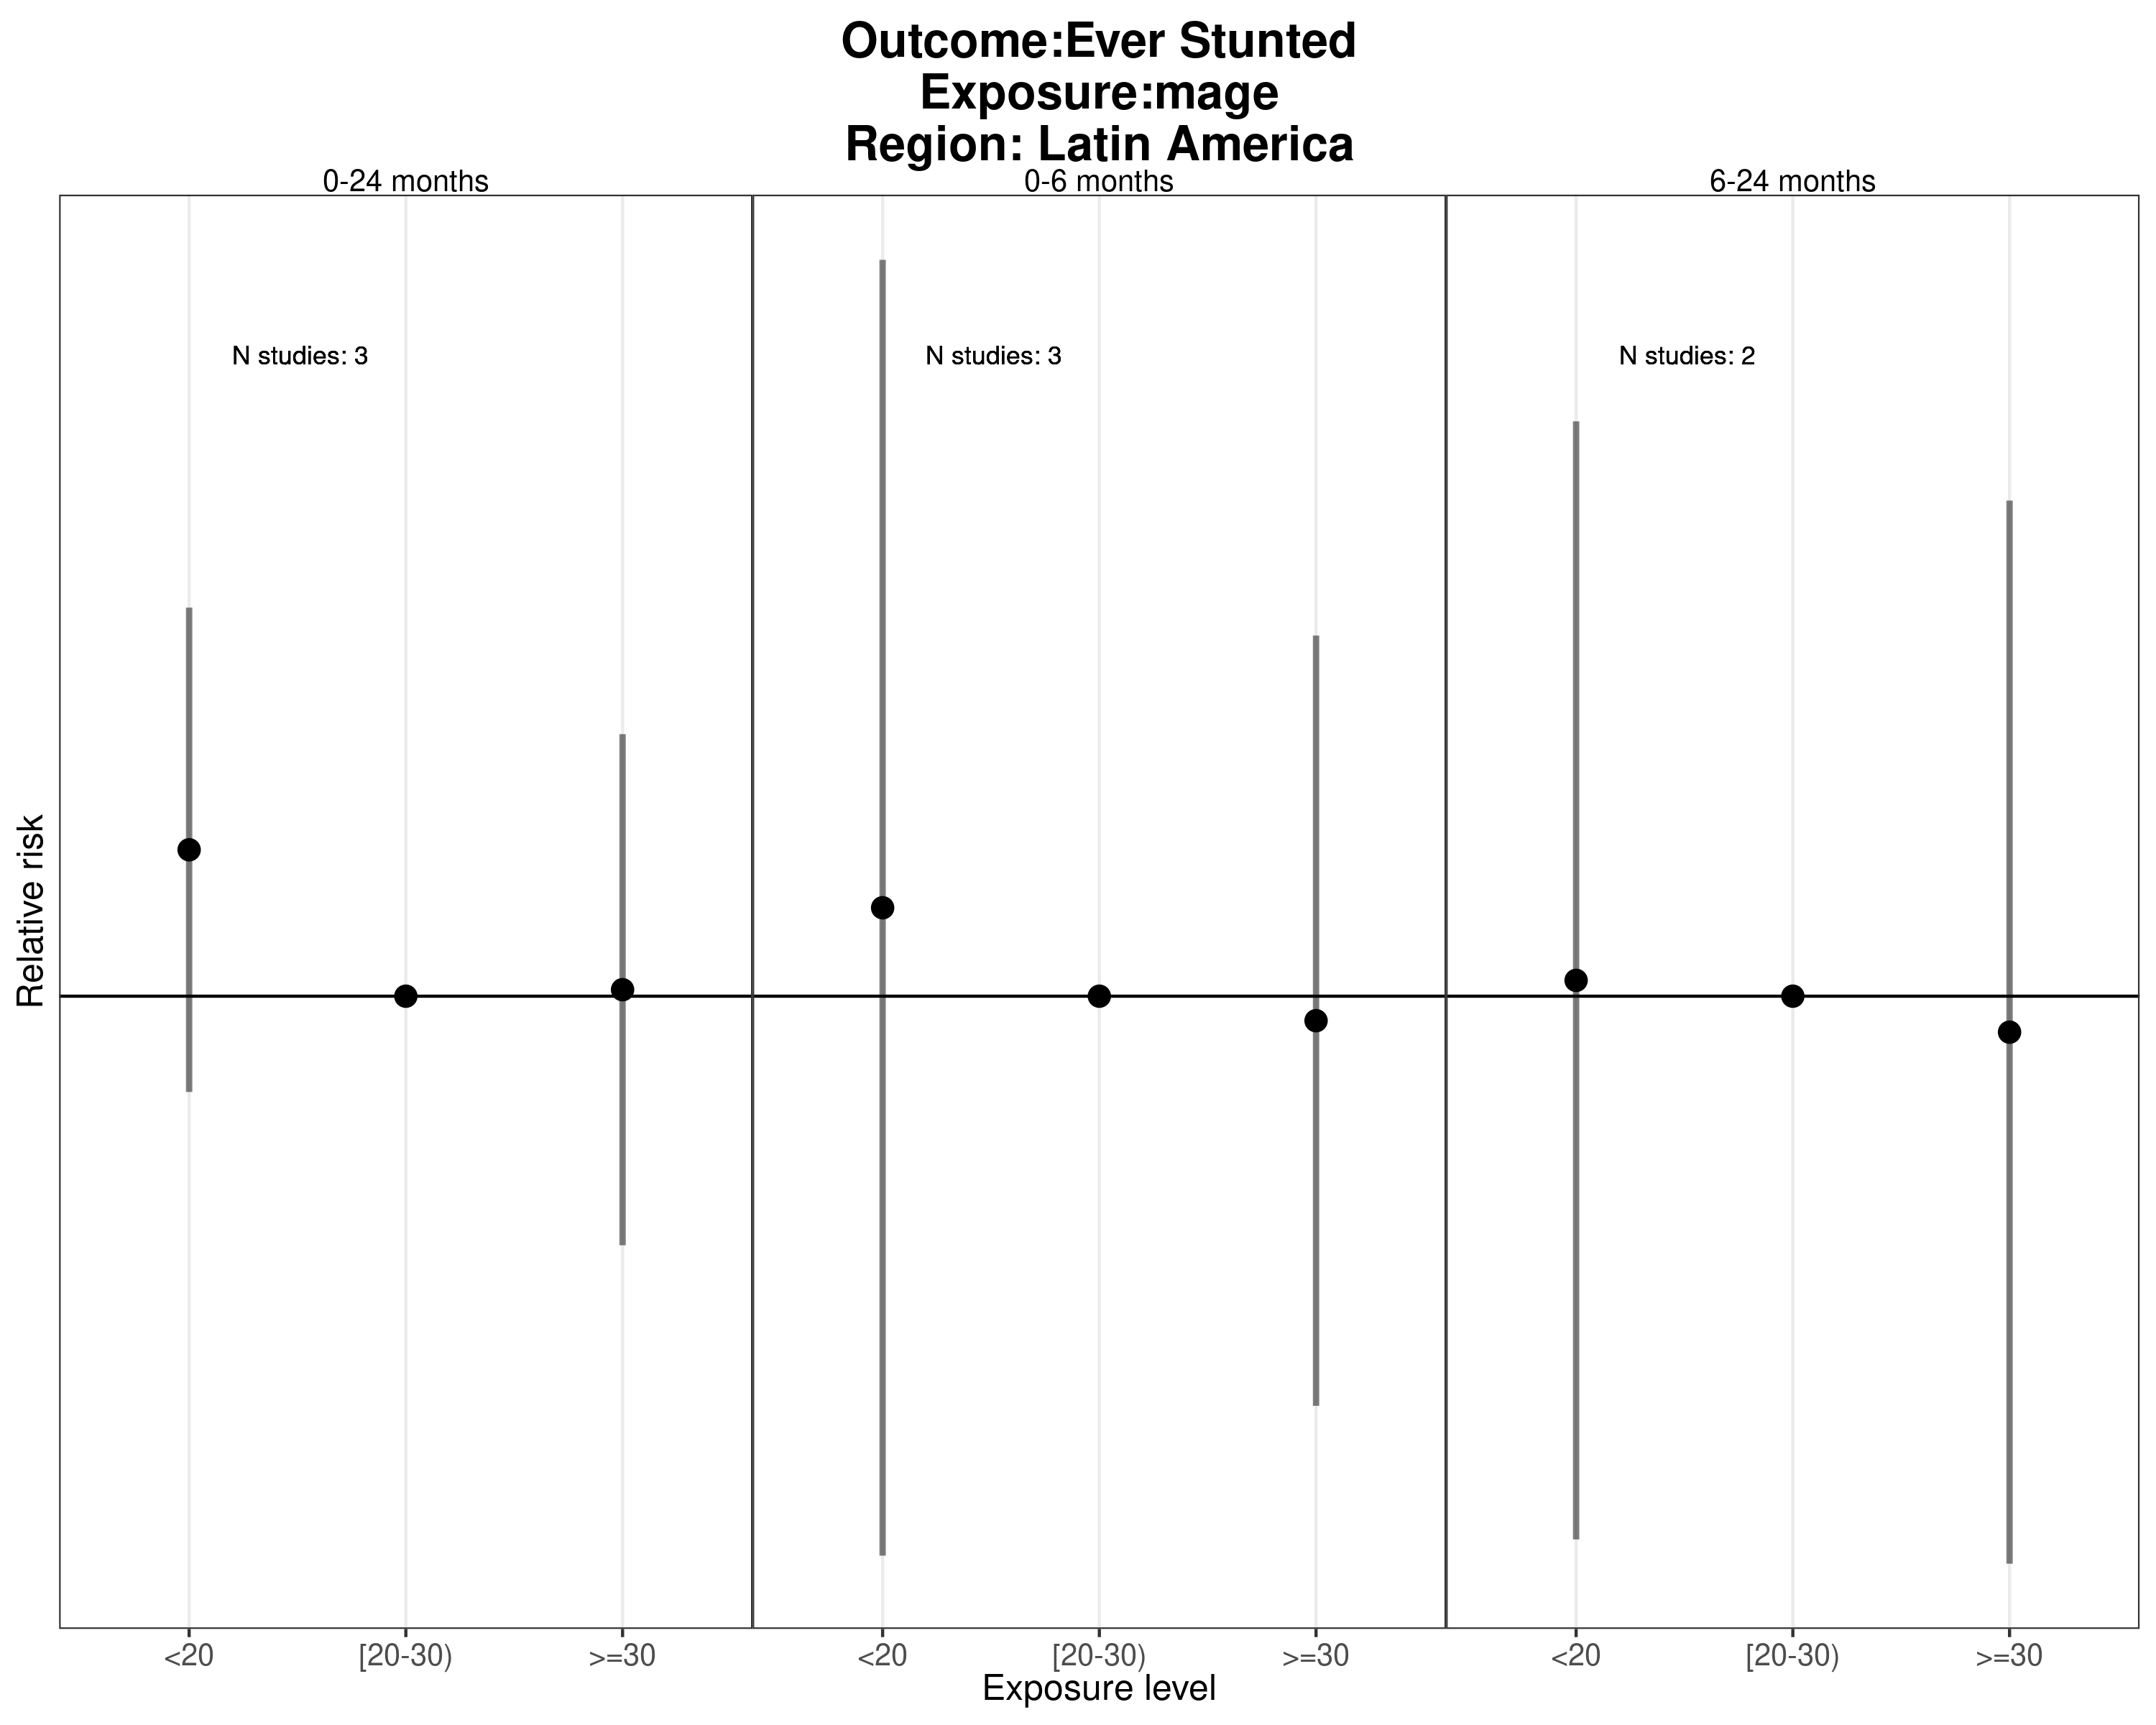 Outcome:Ever Stunted
Exposure:mage
Region: Latin America
0-24 months
0-6 months
6-24 months
N studies: 3
N studies: 3
N studies: 2
Relative risk
<20
[20-30)
>=30
<20
[20-30)
>=30
<20
[20-30)
>=30
Exposure level